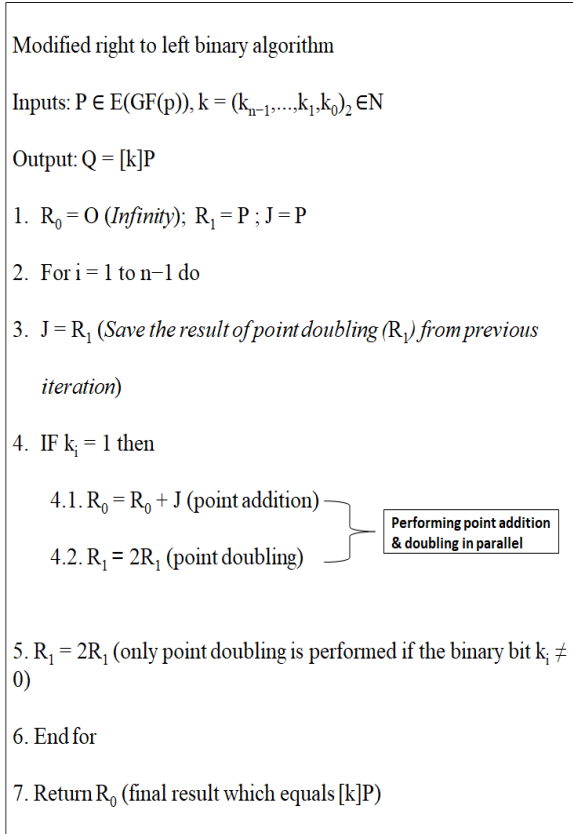 Modified right to left binary algorithm
Inputs: P ∈ E(GF(p)), k = (kₙ₋₁,...,k₁,k₀)₂ ∈N
Output: Q = [k]P
1. R₀ = O (Infinity); R₁ = P ; J = P
2. For i = 1 to n−1 do
3. J = R₁ (Save the result of point doubling (R₁) from previous
iteration)
4. IF kᵢ = 1 then
4.1. R₀ = R₀ + J (point addition)
Performing point addition
& doubling in parallel
4.2. R₁ = 2R₁ (point doubling)
5. R₁ = 2R₁ (only point doubling is performed if the binary bit kᵢ ≠
0)
6. End for
7. Return R₀ (final result which equals [k]P)